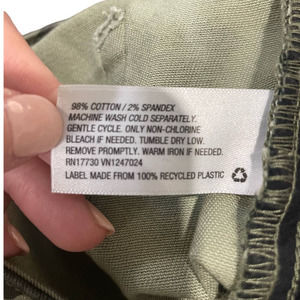 98% COTTON / 2% SPANDEX
MACHINE WASH COLD SEPARATELY.
GENTLE CYCLE. ONLY NON-CHLORINE
BLEACH IF NEEDED. TUMBLE DRY LOW.
REMOVE PROMPTLY. WARM IRON IF NEEDED.
RN17730 VN1247024
LABEL MADE FROM 100% RECYCLED PLASTIC